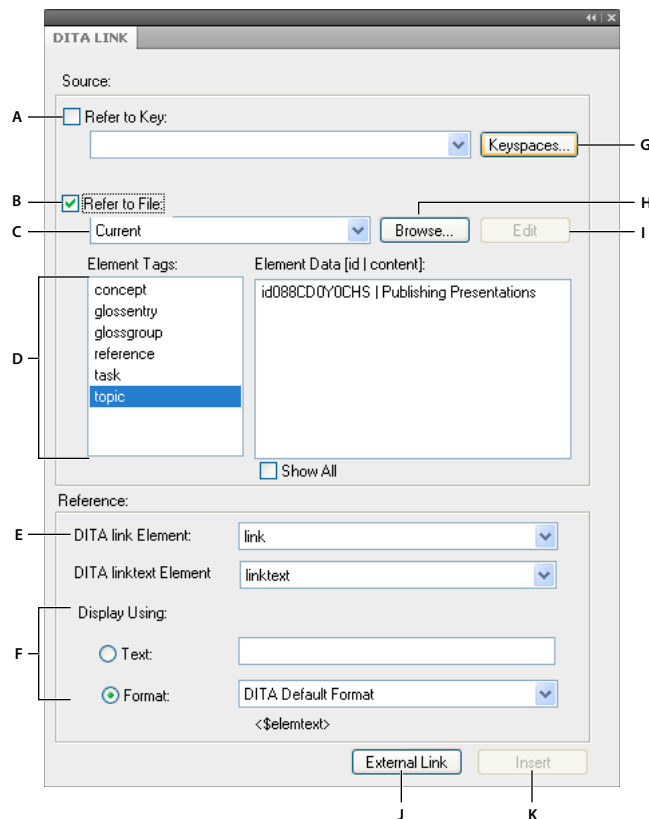 DITA LINK
Source:
A Refer to Key:
Keyspaces... G
B Refer to File:
H
C Current Browse... Edit I
Element Tags: Element Data [id | content]:
concept id088CD0Y0CHS | Publishing Presentations
glossentry
glossgroup
reference
D
task
topic
Show All
Reference:
E DITA link Element: link
DITA linktext Element linktext
Display Using:
F Text:
Format: DITA Default Format
<$elemtext>
External Link Insert
J K